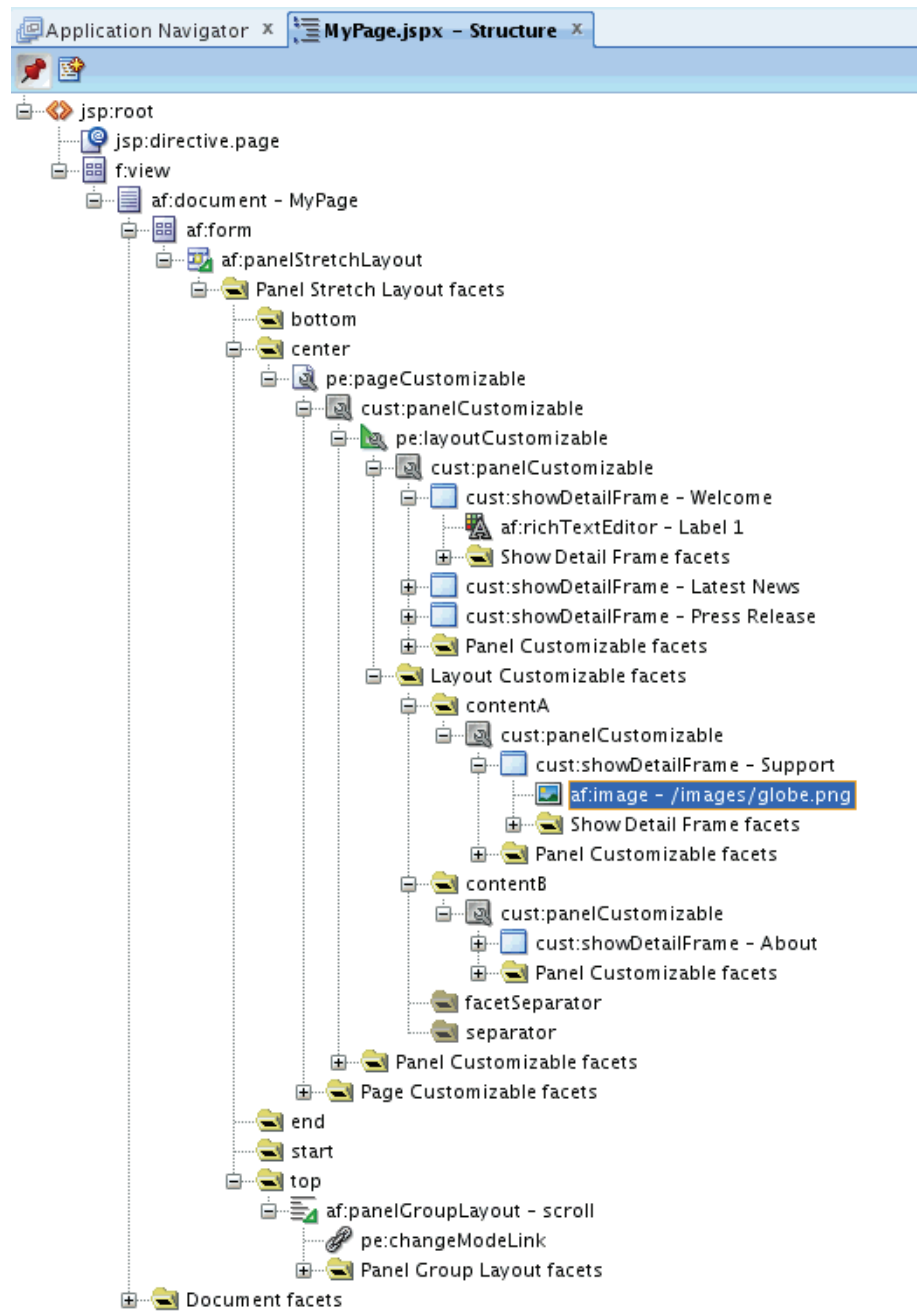 Application Navigator x MyPage.jspx – Structure x
jsp:root
jsp:directive.page
f:view
af:document – MyPage
af:form
af:panelStretchLayout
Panel Stretch Layout facets
bottom
center
pe:pageCustomizable
cust:panelCustomizable
pe:layoutCustomizable
cust:panelCustomizable
cust:showDetailFrame – Welcome
af:richTextEditor – Label 1
Show Detail Frame facets
cust:showDetailFrame – Latest News
cust:showDetailFrame – Press Release
Panel Customizable facets
Layout Customizable facets
contentA
cust:panelCustomizable
cust:showDetailFrame – Support
af:image – /images/globe.png
Show Detail Frame facets
Panel Customizable facets
contentB
cust:panelCustomizable
cust:showDetailFrame – About
Panel Customizable facets
facetSeparator
separator
Panel Customizable facets
Page Customizable facets
end
start
top
af:panelGroupLayout – scroll
pe:changeModeLink
Panel Group Layout facets
Document facets